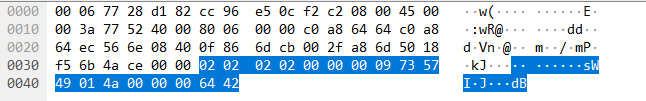 0000 00 06 77 28 d1 82 cc 96 e5 0c f2 c2 08 00 45 00 ··w(···· ······E·
0010 00 3a 77 52 40 00 80 06 00 00 c0 a8 64 64 c0 a8 ·:wR@··· ····dd··
0020 64 ec 56 6e 08 40 0f 86 6d cb 00 2f a8 6d 50 18 d·Vn·@·· m··/·mP·
0030 f5 6b 4a ce 00 00 02 02 02 02 00 00 00 09 73 57 ·kJ····· ······sW
0040 49 01 4a 00 00 00 64 42 I·J···dB